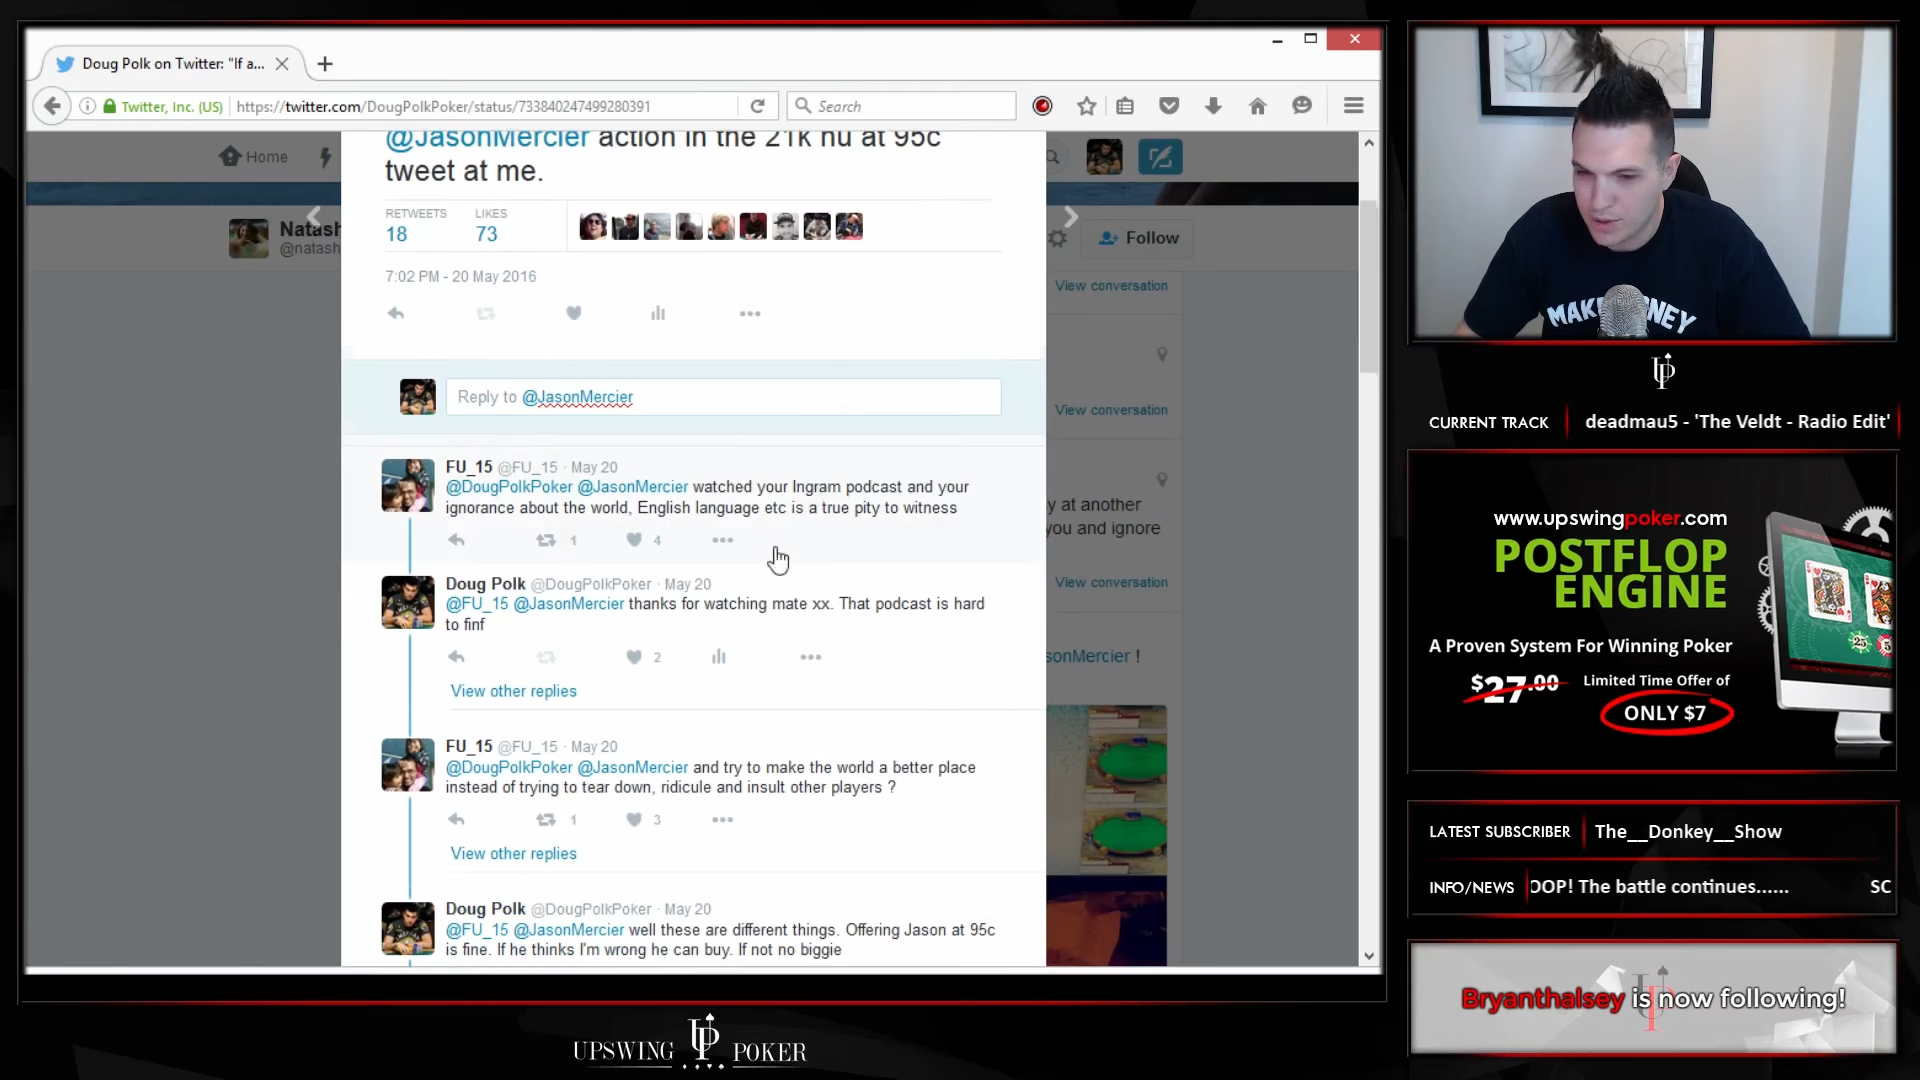 Doug Polk on Twitter: "If a...
Twitter, Inc. (US)
https://twitter.com/DougPolkPoker/status/733840247499280391
Search
@JasonMercier action in the 21k hu at 95c
tweet at me.
Home
RETWEETS
18
LIKES
73
7:02 PM - 20 May 2016
Natash
@natash
Follow
View conversation
View conversation
y at another
you and ignore
View conversation
sonMercier !
Reply to @JasonMercier
FU_15 @FU_15 · May 20
@DougPolkPoker @JasonMercier watched your Ingram podcast and your
ignorance about the world, English language etc is a true pity to witness
1
4
Doug Polk @DougPolkPoker · May 20
@FU_15 @JasonMercier thanks for watching mate xx. That podcast is hard
to finf
2
View other replies
FU_15 @FU_15 · May 20
@DougPolkPoker @JasonMercier and try to make the world a better place
instead of trying to tear down, ridicule and insult other players ?
1
3
View other replies
Doug Polk @DougPolkPoker · May 20
@FU_15 @JasonMercier well these are different things. Offering Jason at 95c
is fine. If he thinks I'm wrong he can buy. If not no biggie
UPSWING UP POKER
UP
CURRENT TRACK
deadmau5 - 'The Veldt - Radio Edit'
www.upswingpoker.com
POSTFLOP
ENGINE
A Proven System For Winning Poker
$27.00
Limited Time Offer of
ONLY $7
LATEST SUBSCRIBER
The__Donkey__Show
INFO/NEWS
OOP! The battle continues......
SC
Bryanthalsey is now following!